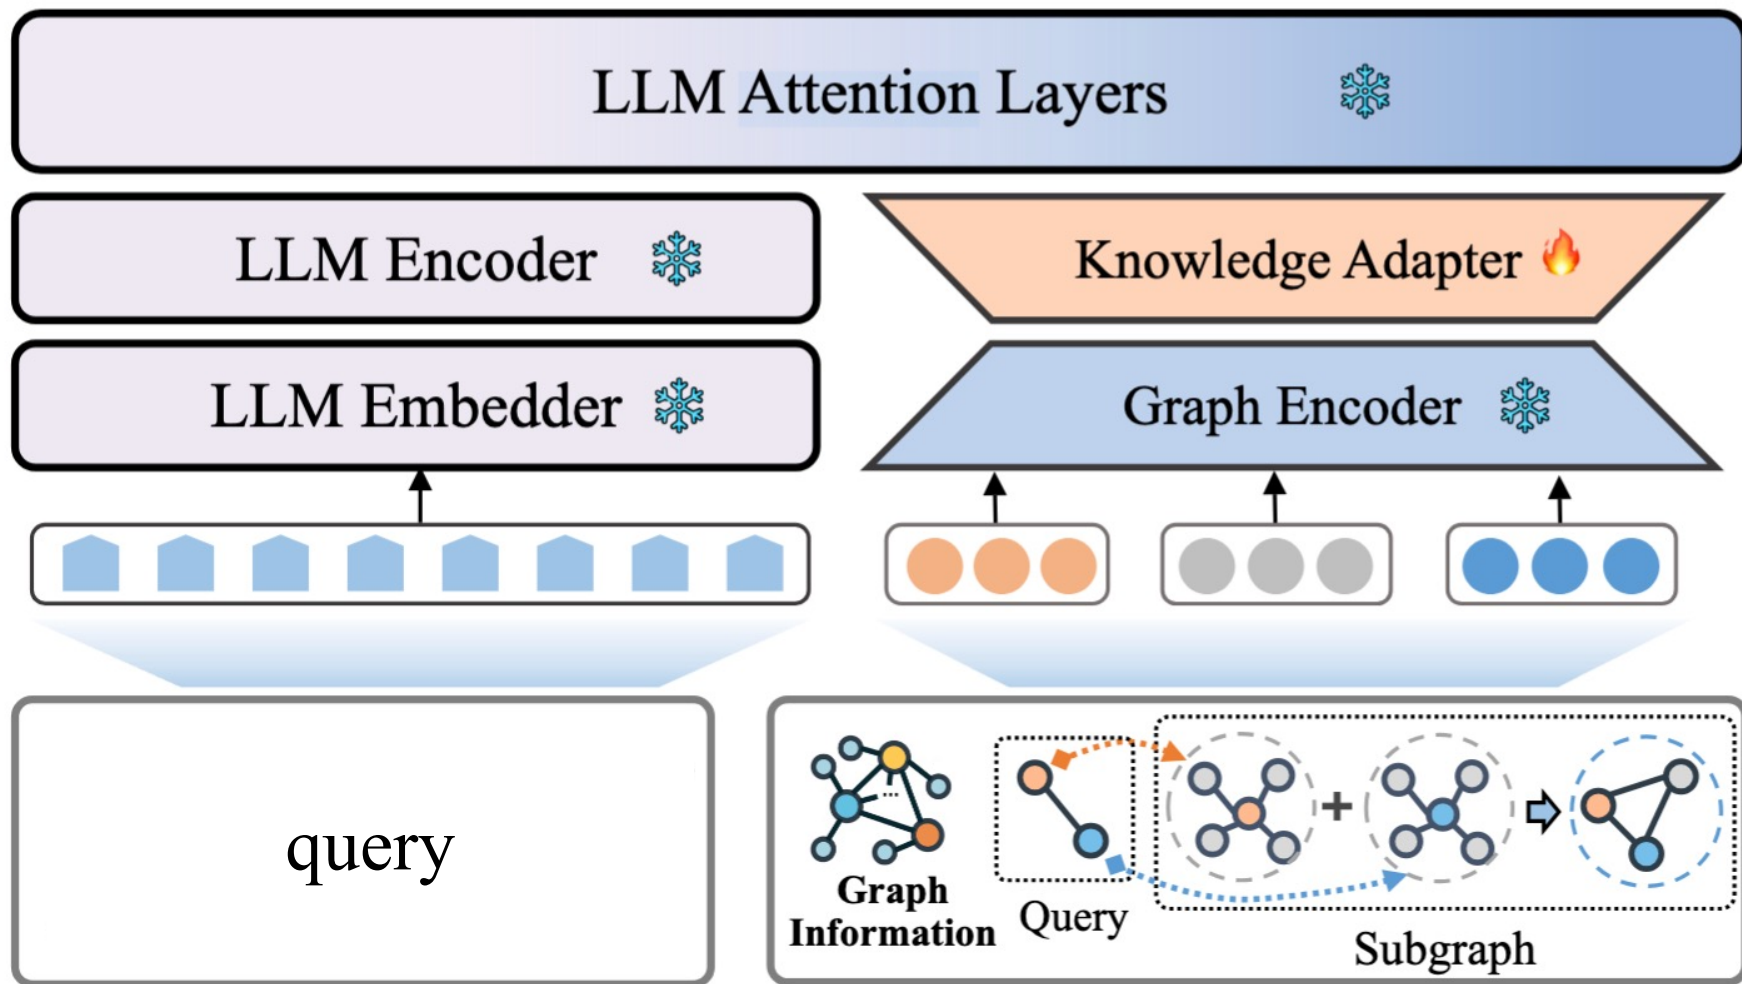 LLM Attention Layers
LLM Encoder
Knowledge Adapter
LLM Embedder
Graph Encoder
query
...
Graph
Information
Query
+
Subgraph